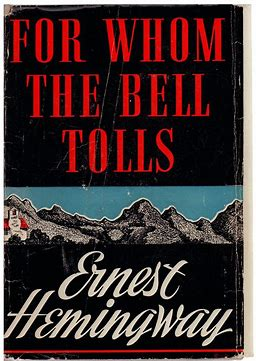 FOR WHOM
THE BELL
TOLLS
Ernest
Hemingway